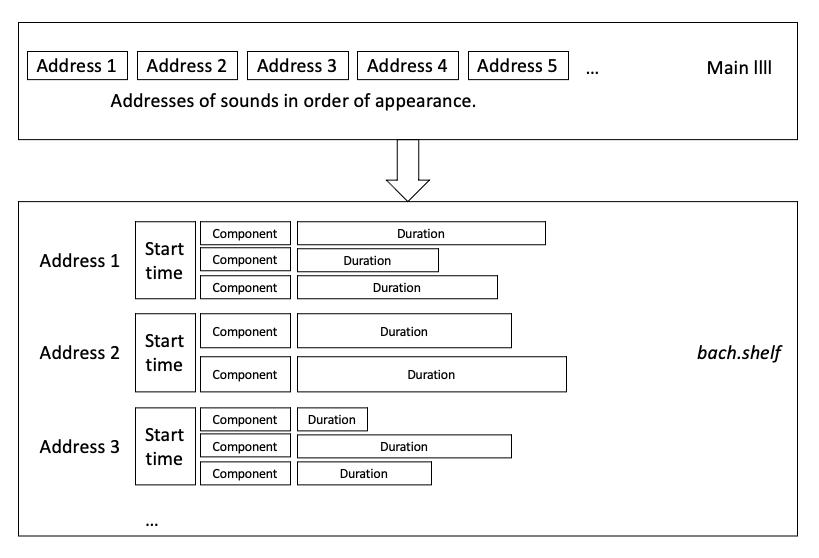 Address 1 Address 2 Address 3 Address 4 Address 5 ... Main llll
Addresses of sounds in order of appearance.
Address 1
Start
time
Component Duration
Component Duration
Component Duration
Address 2
Start
time
Component Duration
Component Duration
bach.shelf
Address 3
Start
time
Component Duration
Component Duration
Component Duration
...